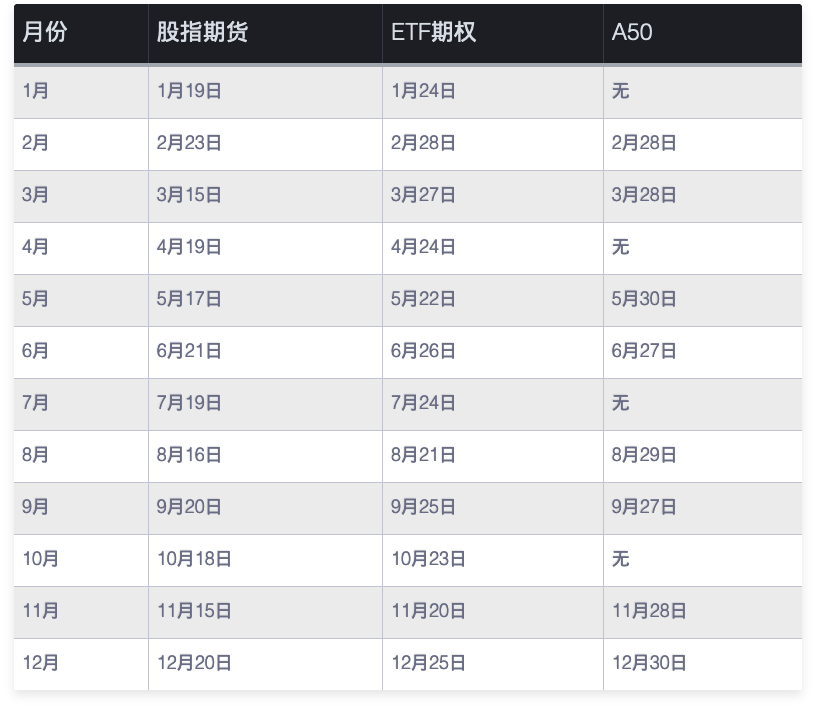 月份 股指期货 ETF期权 A50
1月 1月19日 1月24日 无
2月 2月23日 2月28日 2月28日
3月 3月15日 3月27日 3月28日
4月 4月19日 4月24日 无
5月 5月17日 5月22日 5月30日
6月 6月21日 6月26日 6月27日
7月 7月19日 7月24日 无
8月 8月16日 8月21日 8月29日
9月 9月20日 9月25日 9月27日
10月 10月18日 10月23日 无
11月 11月15日 11月20日 11月28日
12月 12月20日 12月25日 12月30日